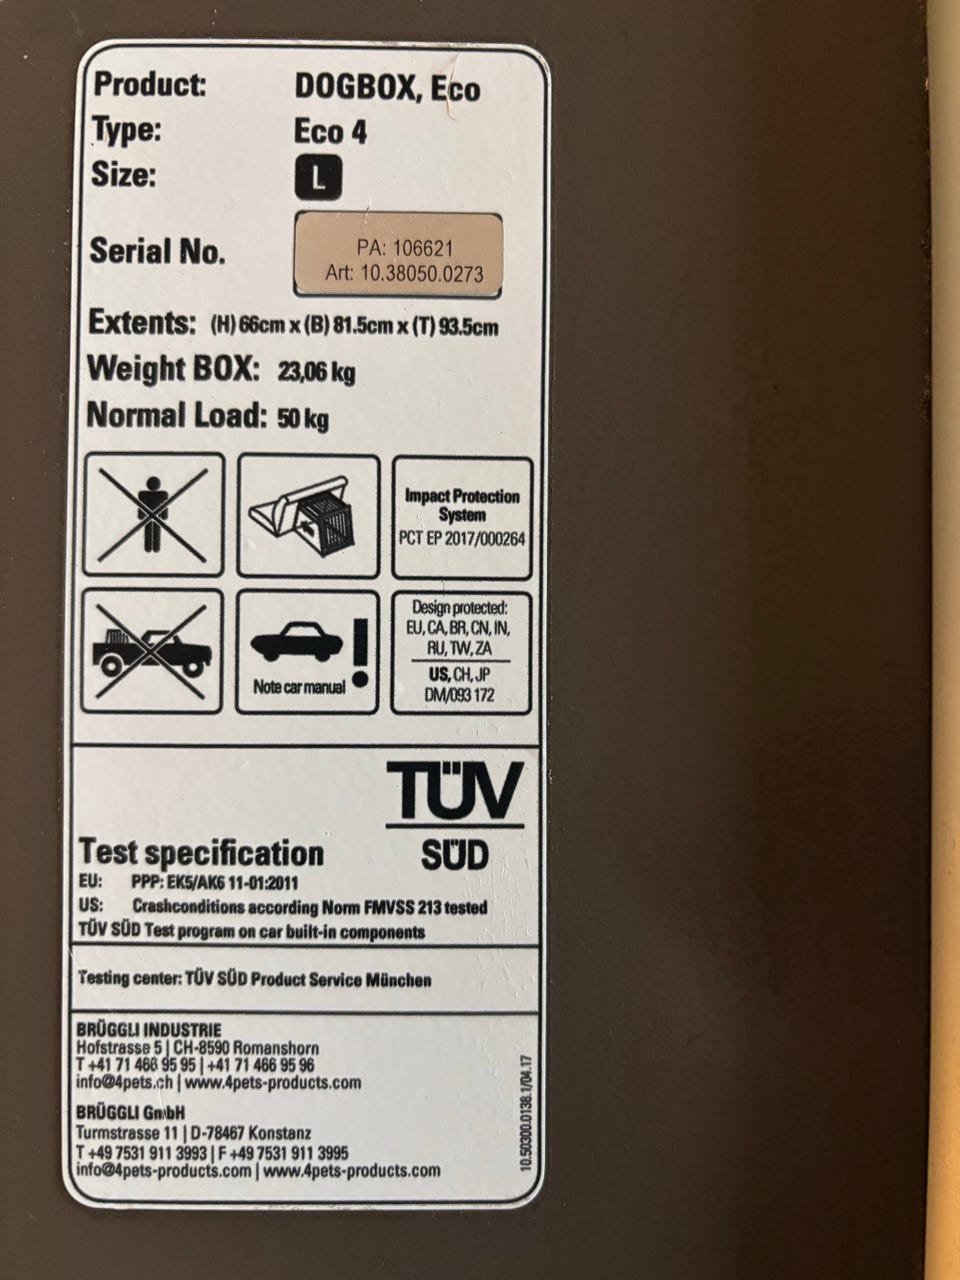 Product: DOGBOX, Eco
Type: Eco 4
Size: L
Serial No. PA: 106621
Art: 10.38050.0273
Extents: (H) 66cm x (B) 81.5cm x (T) 93.5cm
Weight BOX: 23,06 kg
Normal Load: 50 kg
Impact Protection
System
PCT EP 2017/000264
Note car manual !
Design protected:
EU, CA, BR, CN, IN,
RU, TW, ZA
US, CH, JP
DM/093 172
TÜV
SÜD
Test specification
EU: PPP: EK5/AK6 11-01:2011
US: Crashconditions according Norm FMVSS 213 tested
TÜV SÜD Test program on car built-in components
Testing center: TÜV SÜD Product Service München
BRÜGGLI INDUSTRIE
Hofstrasse 5 | CH-8590 Romanshorn
T +41 71 466 95 95 | +41 71 466 95 96
info@4pets.ch | www.4pets-products.com
BRÜGGLI GmbH
Turmstrasse 11 | D-78467 Konstanz
T +49 7531 911 3993 | F +49 7531 911 3995
info@4pets-products.com | www.4pets-products.com
10.50300.0138.1/04.17